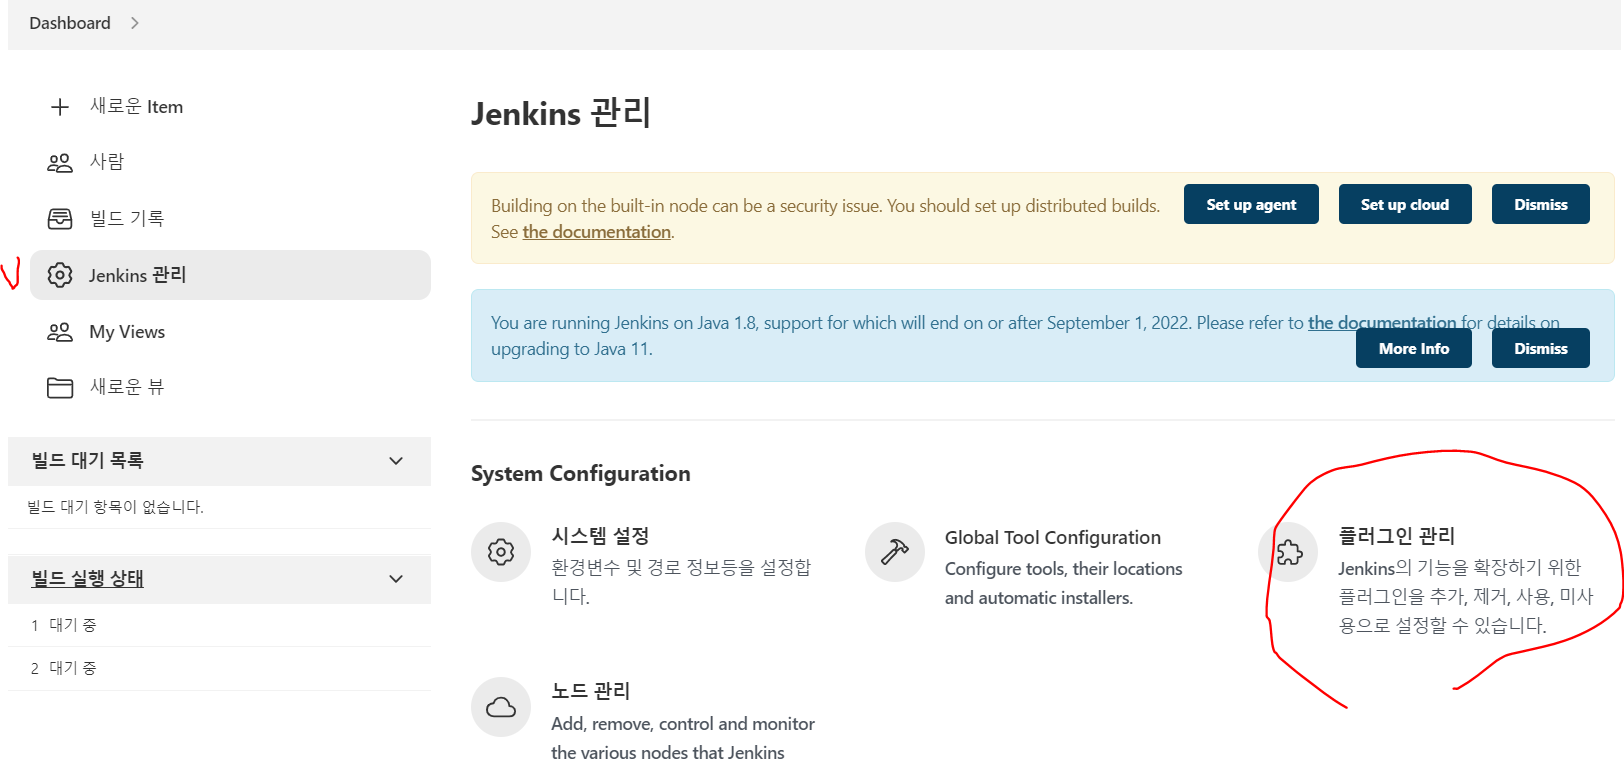 Dashboard
새로운 Item
사람
빌드 기록
Jenkins 관리
My Views
새로운 뷰
빌드 대기 목록
빌드 대기 항목이 없습니다.
빌드 실행 상태
1 대기 중
2 대기 중
Jenkins 관리
Building on the built-in node can be a security issue. You should set up distributed builds.
See the documentation.
Set up agent
Set up cloud
Dismiss
You are running Jenkins on Java 1.8, support for which will end on or after September 1, 2022. Please refer to the documentation for details on
upgrading to Java 11.
More Info
Dismiss
System Configuration
시스템 설정
환경변수 및 경로 정보등을 설정합
니다.
Global Tool Configuration
Configure tools, their locations
and automatic installers.
플러그인 관리
Jenkins의 기능을 확장하기 위한
플러그인을 추가, 제거, 사용, 미사
용으로 설정할 수 있습니다.
노드 관리
Add, remove, control and monitor
the various nodes that Jenkins